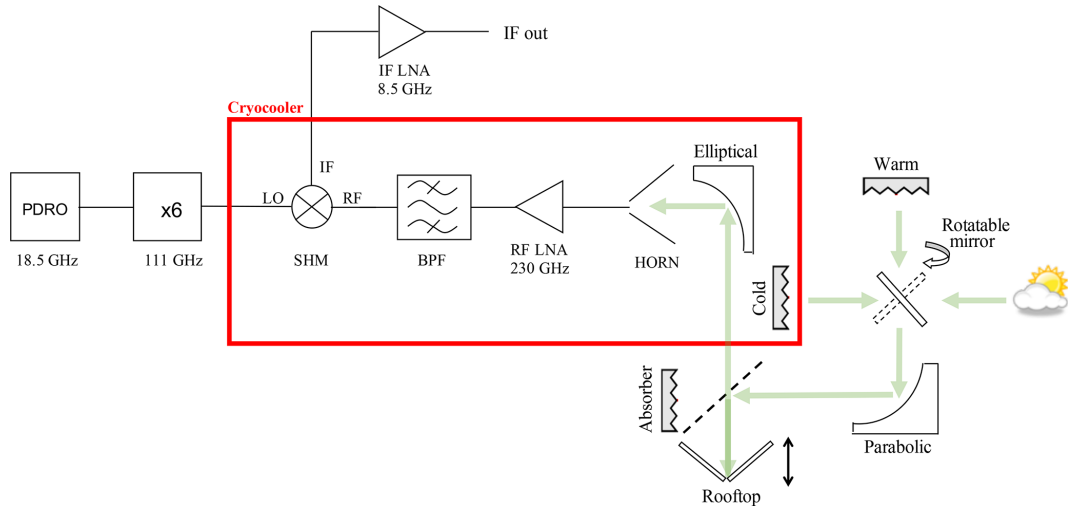 IF out
IF LNA
8.5 GHz
Cryocooler
Elliptical
Warm
IF
LO
RF
PDRO
x6
Rotatable
mirror
18.5 GHz
111 GHz
SHM
BPF
RF LNA
230 GHz
HORN
Cold
Absorber
Parabolic
Rooftop